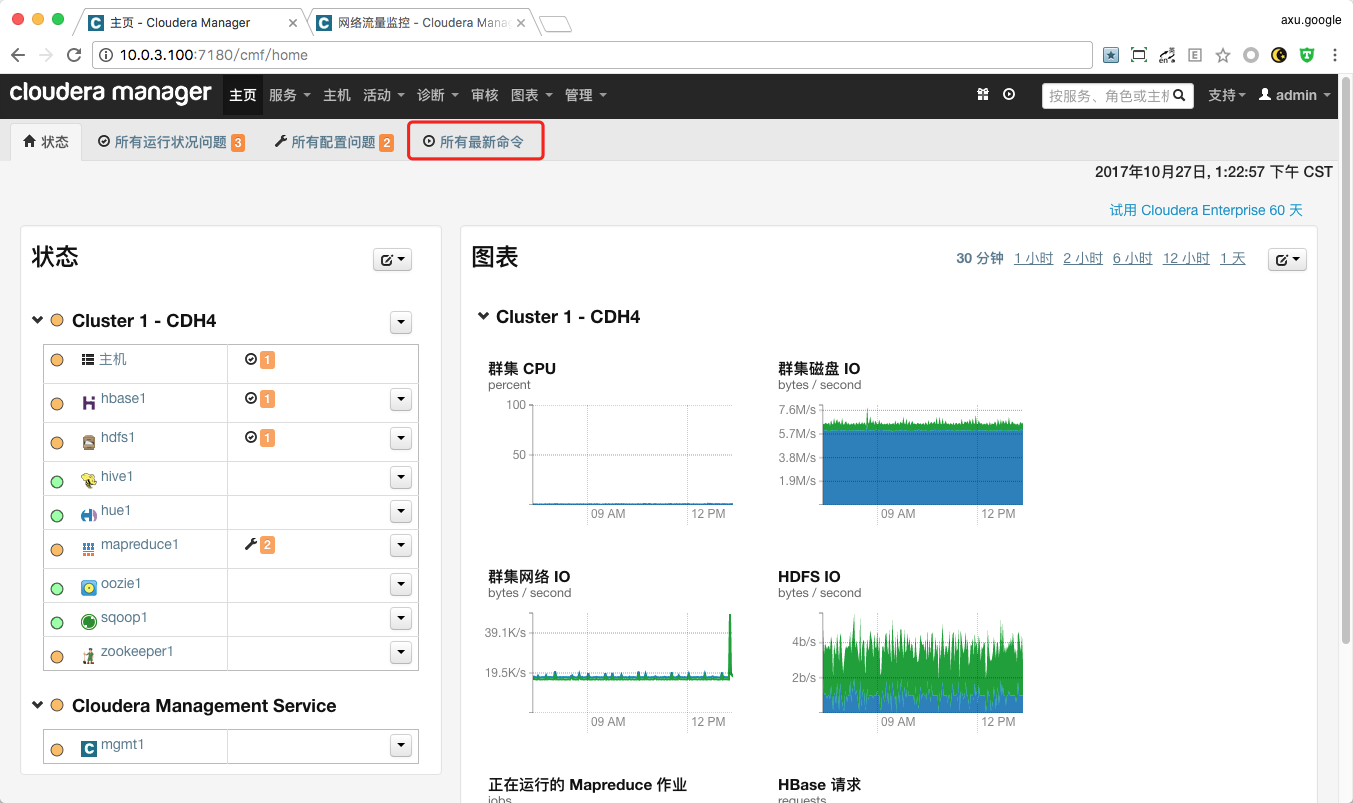 主页 - Cloudera Manager
网络流量监控 - Cloudera Mana
axu.google
10.0.3.100:7180/cmf/home
cloudera manager
主页 服务 主机 活动 诊断 审核 图表 管理
按服务、角色或主机
支持 admin
状态 所有运行状况问题 3 所有配置问题 2 所有最新命令
2017年10月27日, 1:22:57 下午 CST
试用 Cloudera Enterprise 60 天
状态
Cluster 1 - CDH4
主机 1
hbase1 1
hdfs1 1
hive1
hue1
mapreduce1 2
oozie1
sqoop1
zookeeper1
Cloudera Management Service
mgmt1
图表
30 分钟 1 小时 2 小时 6 小时 12 小时 1 天
Cluster 1 - CDH4
群集 CPU
percent
100
50
09 AM 12 PM
群集磁盘 IO
bytes / second
7.6M/s
5.7M/s
3.8M/s
1.9M/s
09 AM 12 PM
群集网络 IO
bytes / second
39.1K/s
19.5K/s
09 AM 12 PM
HDFS IO
bytes / second
4b/s
2b/s
09 AM 12 PM
正在运行的 Mapreduce 作业
jobs
HBase 请求
requests